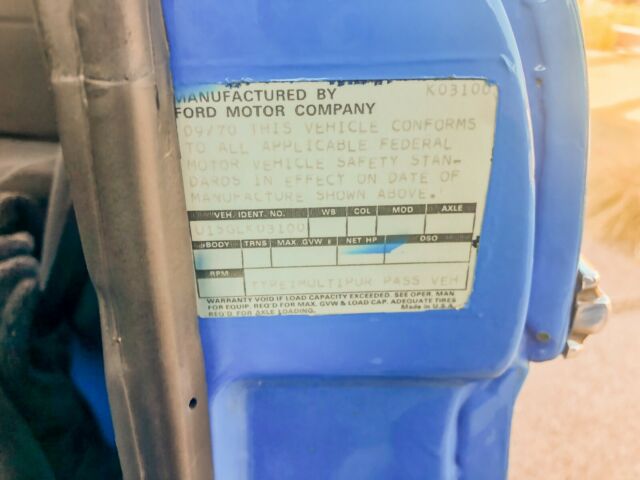 MANUFACTURED BY K03100
FORD MOTOR COMPANY
09/70 THIS VEHICLE CONFORMS
TO ALL APPLICABLE FEDERAL
MOTOR VEHICLE SAFETY STAN-
DARDS IN EFFECT ON DATE OF
MANUFACTURE SHOWN ABOVE.
VEH. IDENT. NO. WB COL MOD AXLE
U15GLK03100
BODY TRNS MAX. GVW NET HP DSO
RPM TYPE:MULTIPUR PASS VEH
WARRANTY VOID IF LOAD CAPACITY EXCEEDED. SEE OPER. MAN
FOR EQUIP. REQ'D FOR MAX. GVW & LOAD CAP. ADEQUATE TIRES
REQ'D FOR AXLE LOADING. Made in U.S.A.